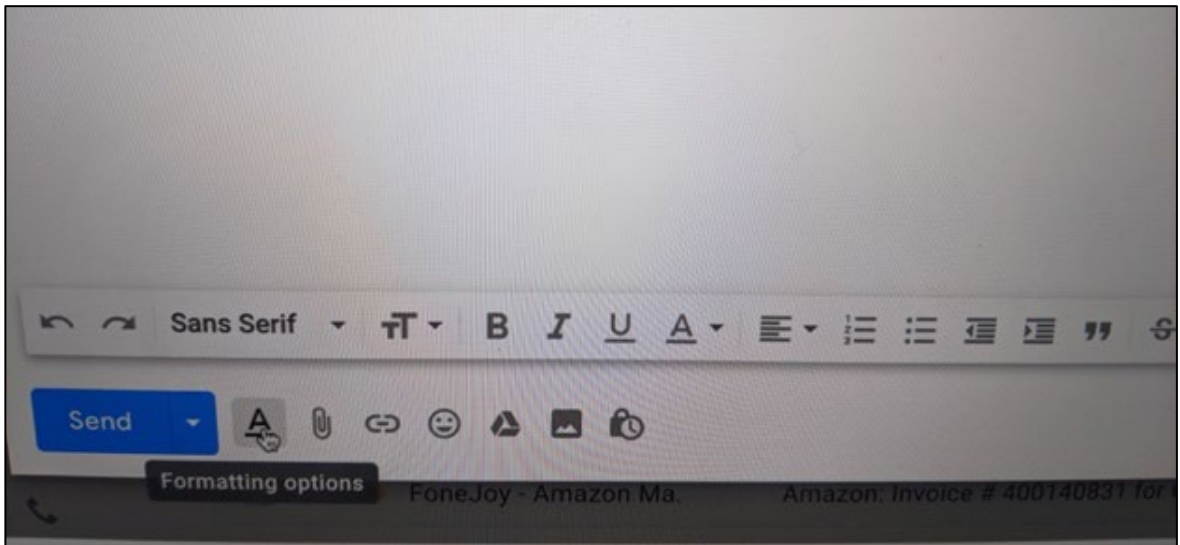 Sans Serif
Send
Formatting options
FoneJoy - Amazon Ma.
Amazon: Invoice # 400140831 for